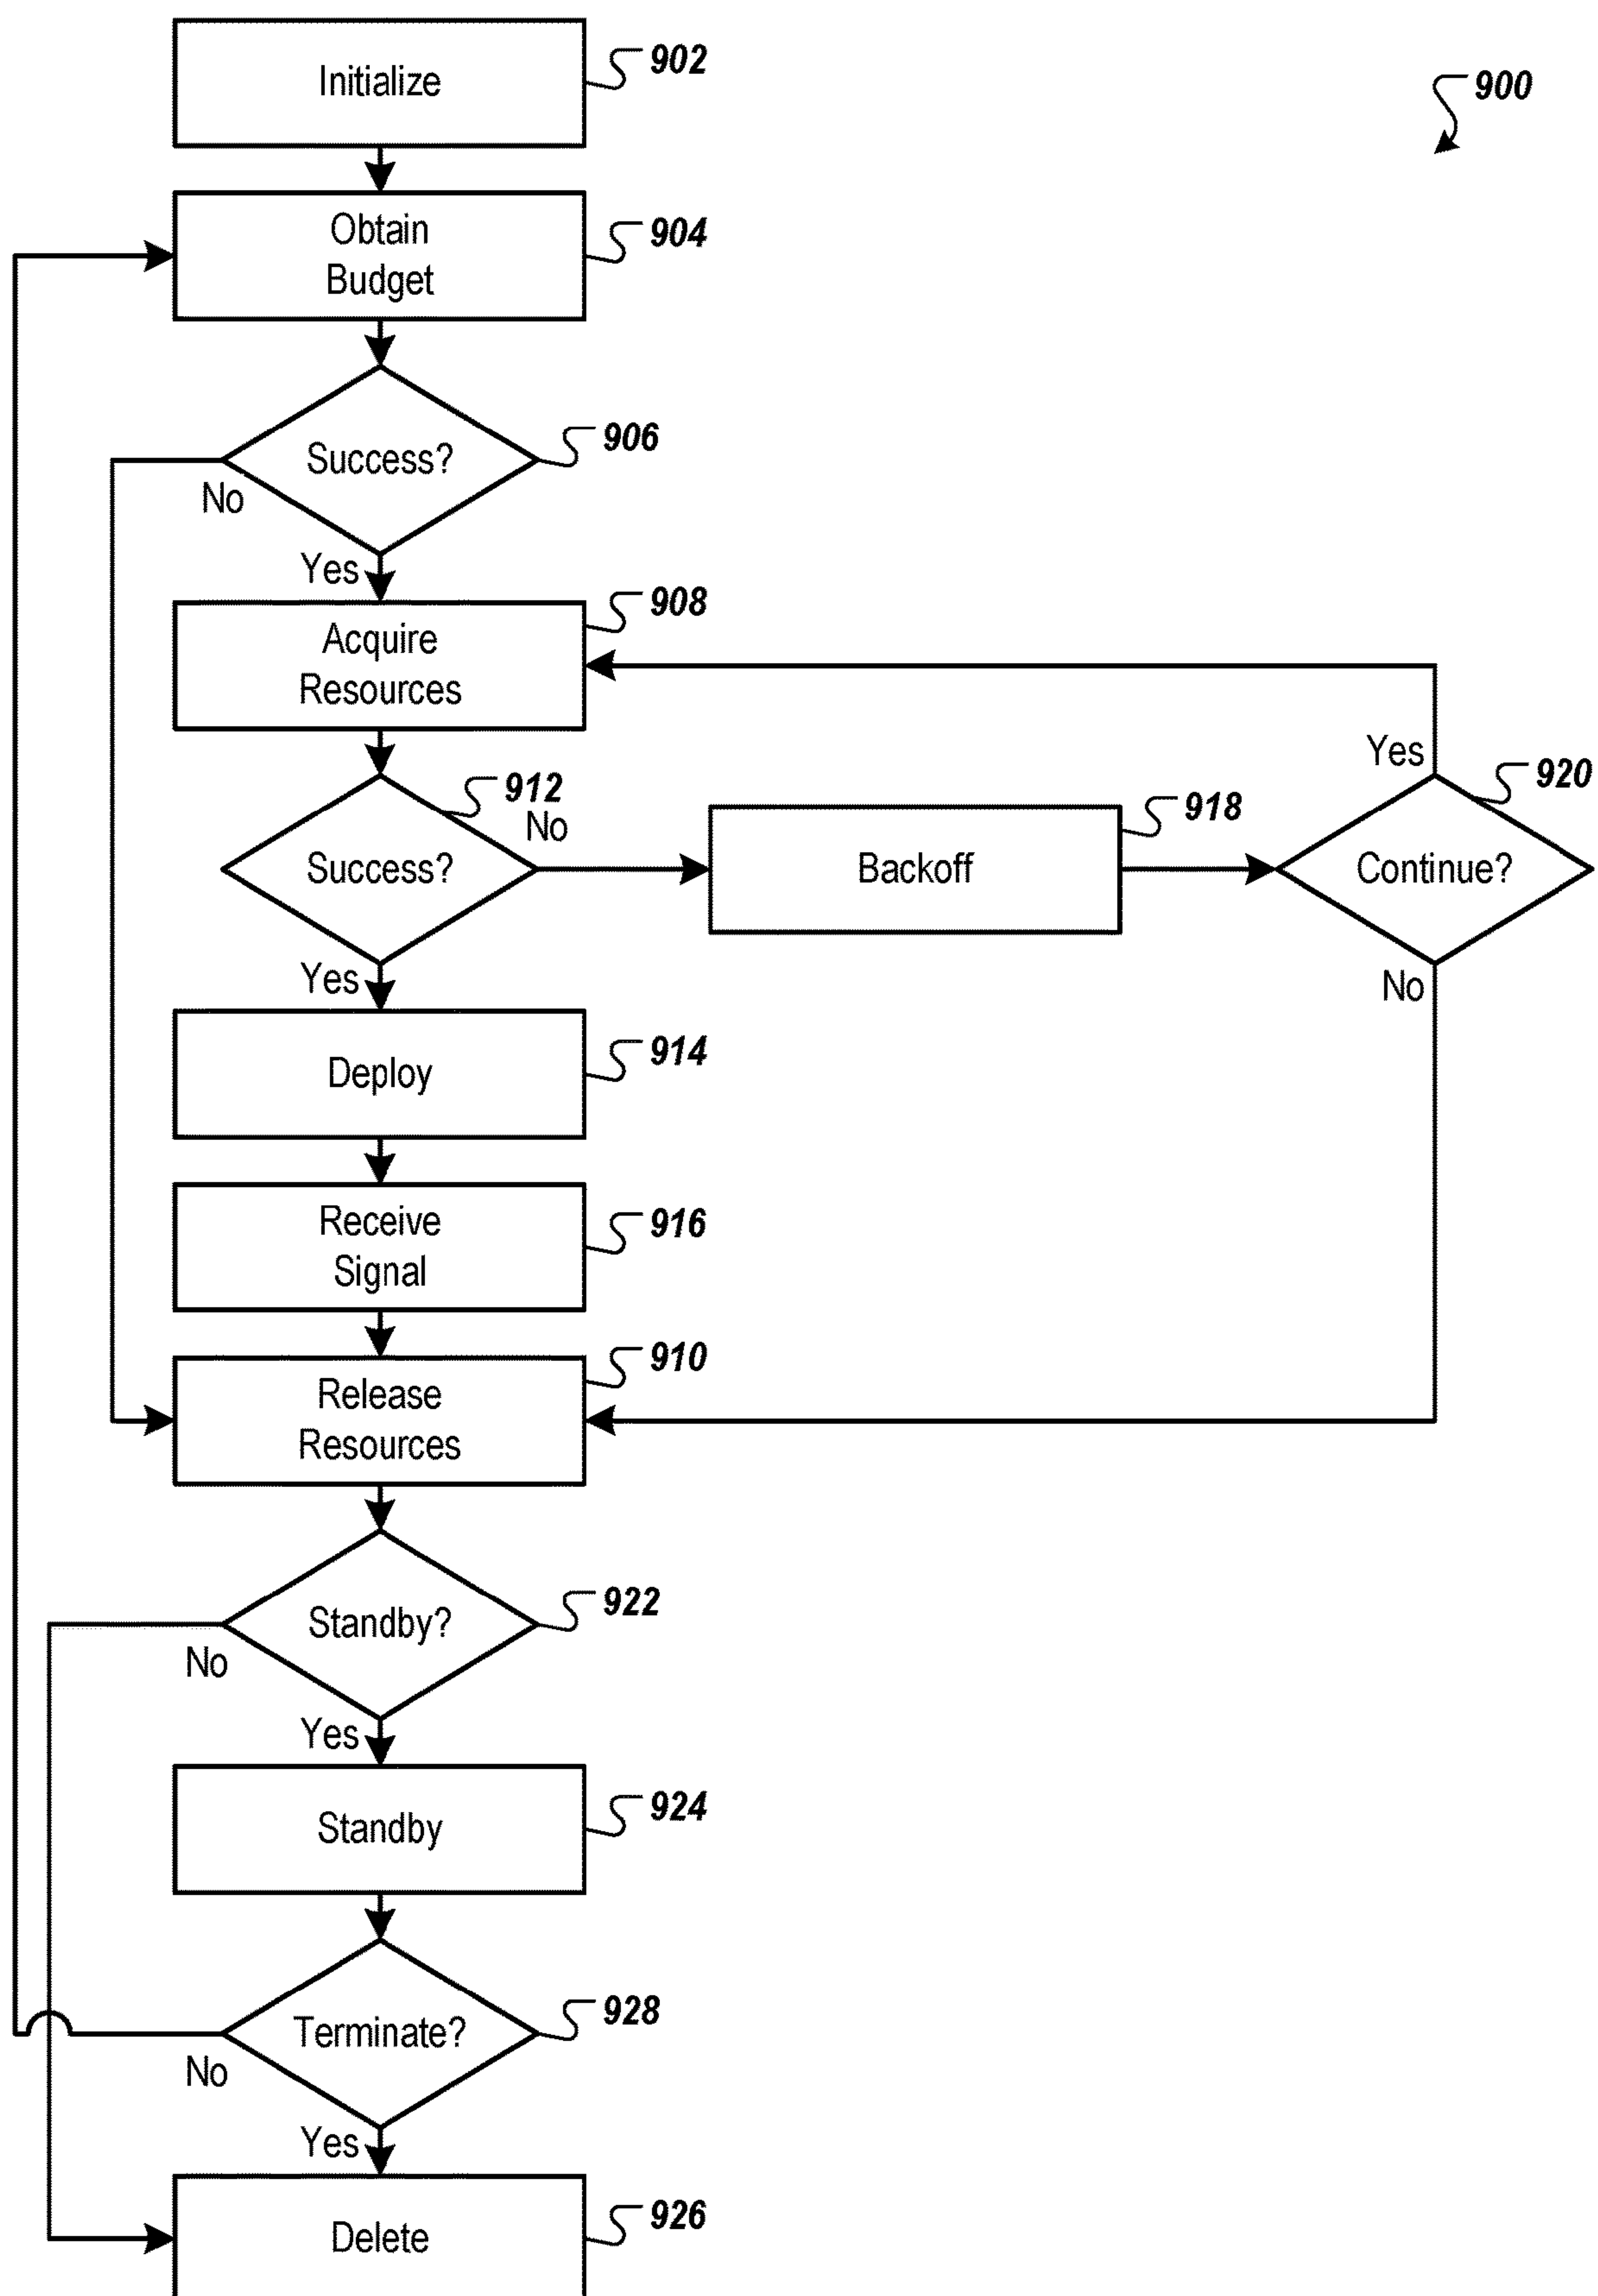 Initialize
902
900
Obtain
Budget
904
Success?
906
No
Yes
Acquire
Resources
908
Success?
912
No
Backoff
918
Continue?
920
Yes
No
Yes
Deploy
914
Receive
Signal
916
Release
Resources
910
Standby?
922
No
Yes
Standby
924
Terminate?
928
No
Yes
Delete
926